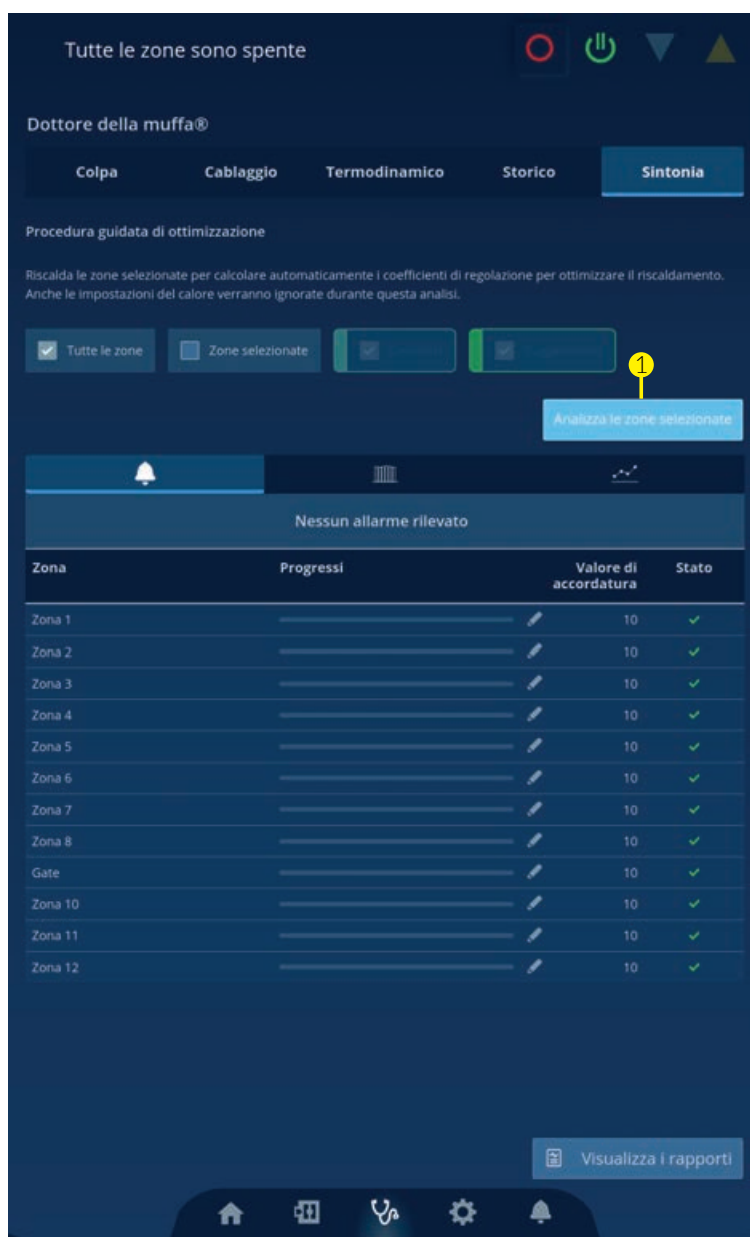 Tutte le zone sono spente
Dottore della muffa®
Colpa Cablaggio Termodinamico Storico Sintonia
Procedura guidata di ottimizzazione
Riscalda le zone selezionate per calcolare automaticamente i coefficienti di regolazione per ottimizzare il riscaldamento.
Anche le impostazioni del calore verranno ignorate durante questa analisi.
Tutte le zone Zone selezionate
1
Analizza le zone selezionate
Nessun allarme rilevato
Zona Progressi Valore di accordatura Stato
Zona 1 10
Zona 2 10
Zona 3 10
Zona 4 10
Zona 5 10
Zona 6 10
Zona 7 10
Zona 8 10
Gate 10
Zona 10 10
Zona 11 10
Zona 12 10
Visualizza i rapporti